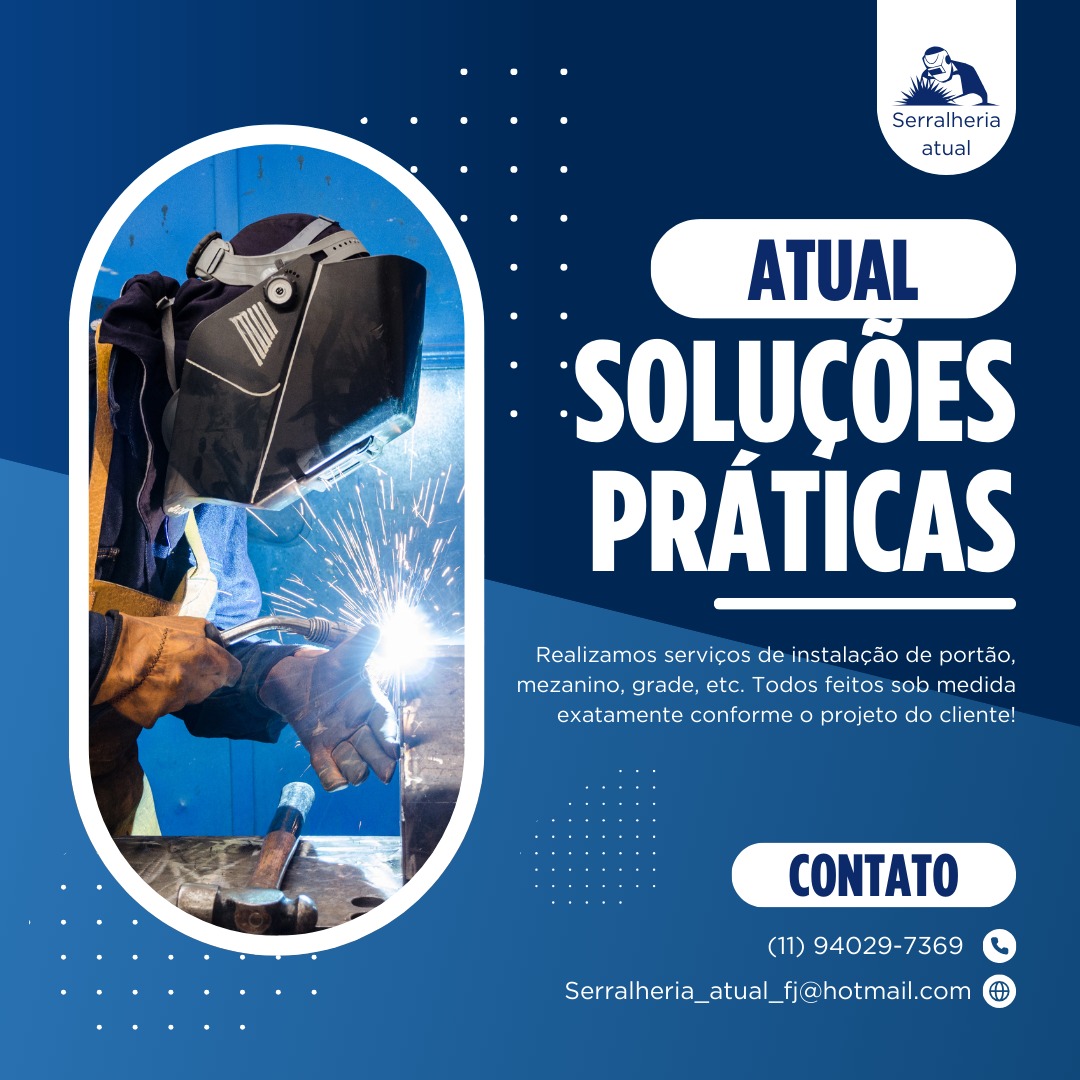 Serralheria
atual
ATUAL
SOLUÇÕES
PRÁTICAS
Realizamos serviços de instalação de portão,
mezanino, grade, etc. Todos feitos sob medida
exatamente conforme o projeto do cliente!
CONTATO
(11) 94029-7369
Serralheria_atual_fj@hotmail.com